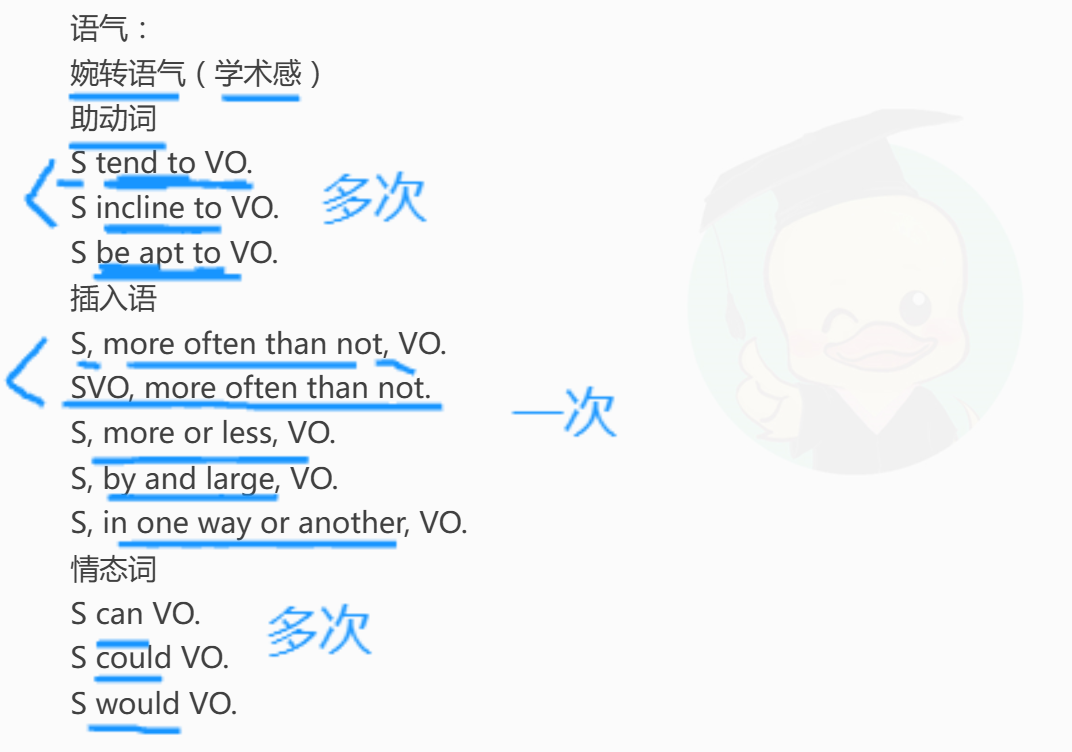 语气：
婉转语气（学术感）
助动词
S tend to VO.
S incline to VO.
多次
S be apt to VO.
插入语
S, more often than not, VO.
SVO, more often than not.
一次
S, more or less, VO.
S, by and large, VO.
S, in one way or another, VO.
情态词
S can VO.
多次
S could VO.
S would VO.